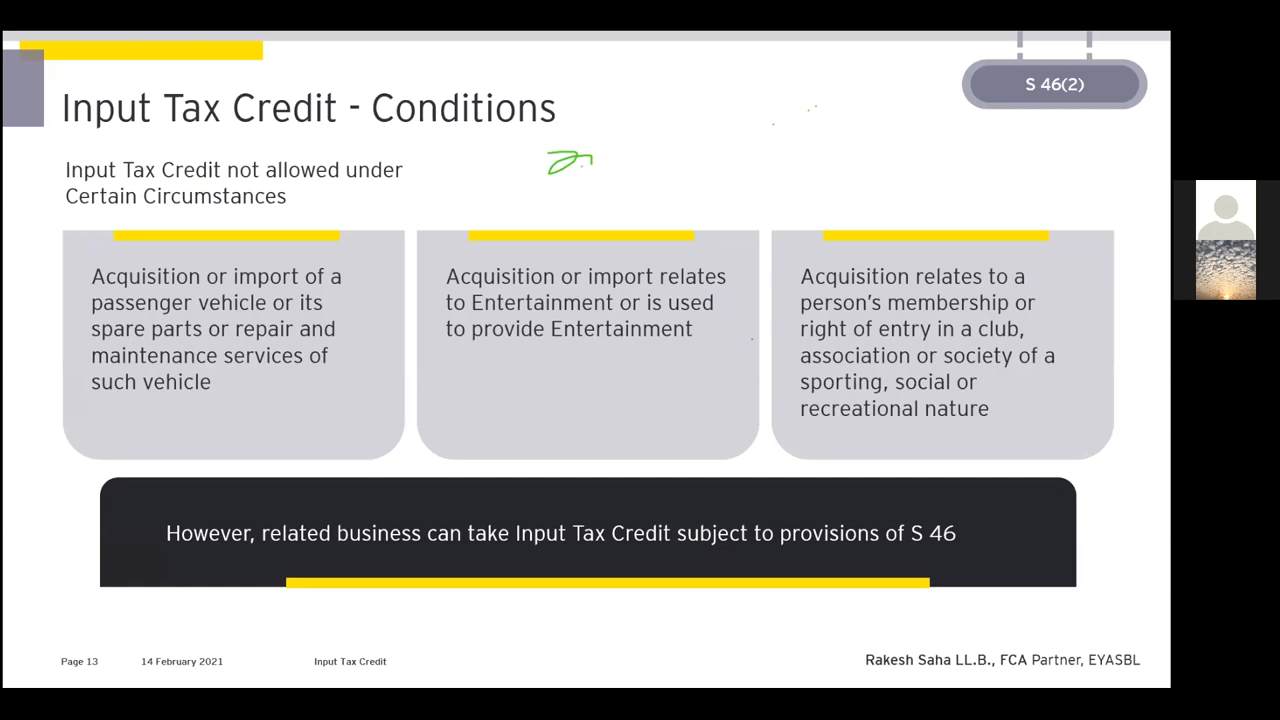 S 46(2)
Input Tax Credit - Conditions
Input Tax Credit not allowed under
Certain Circumstances
Acquisition or import of a
passenger vehicle or its
spare parts or repair and
maintenance services of
such vehicle
Acquisition or import relates
to Entertainment or is used
to provide Entertainment
Acquisition relates to a
person's membership or
right of entry in a club,
association or society of a
sporting, social or
recreational nature
However, related business can take Input Tax Credit subject to provisions of S 46
Page 13
14 February 2021
Input Tax Credit
Rakesh Saha LL.B., FCA Partner, EYASBL